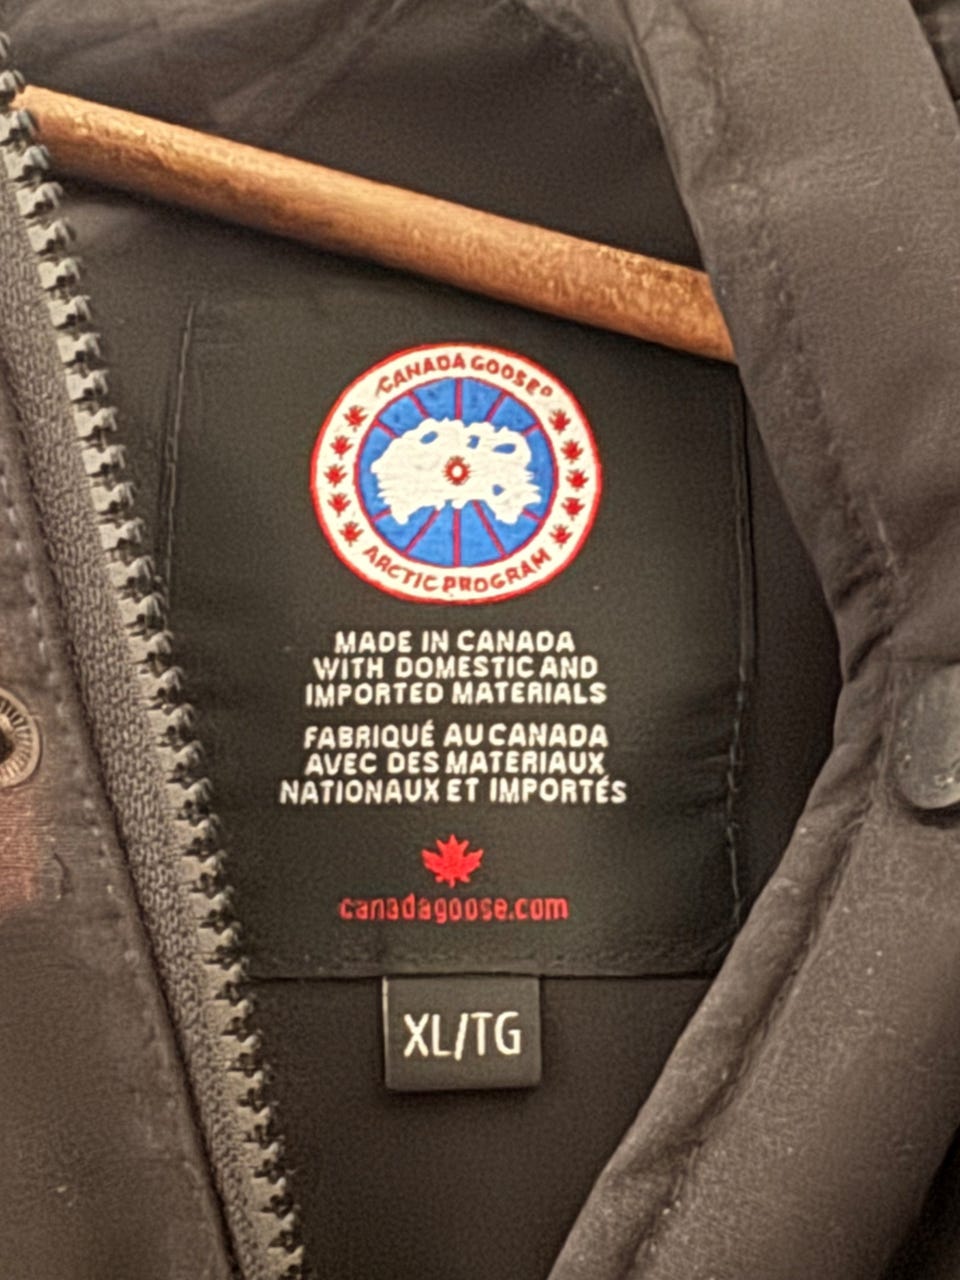 CANADA GOOSE®
ARCTIC PROGRAM
MADE IN CANADA
WITH DOMESTIC AND
IMPORTED MATERIALS
FABRIQUÉ AU CANADA
AVEC DES MATERIAUX
NATIONAUX ET IMPORTÉS
canadagoose.com
XL/TG